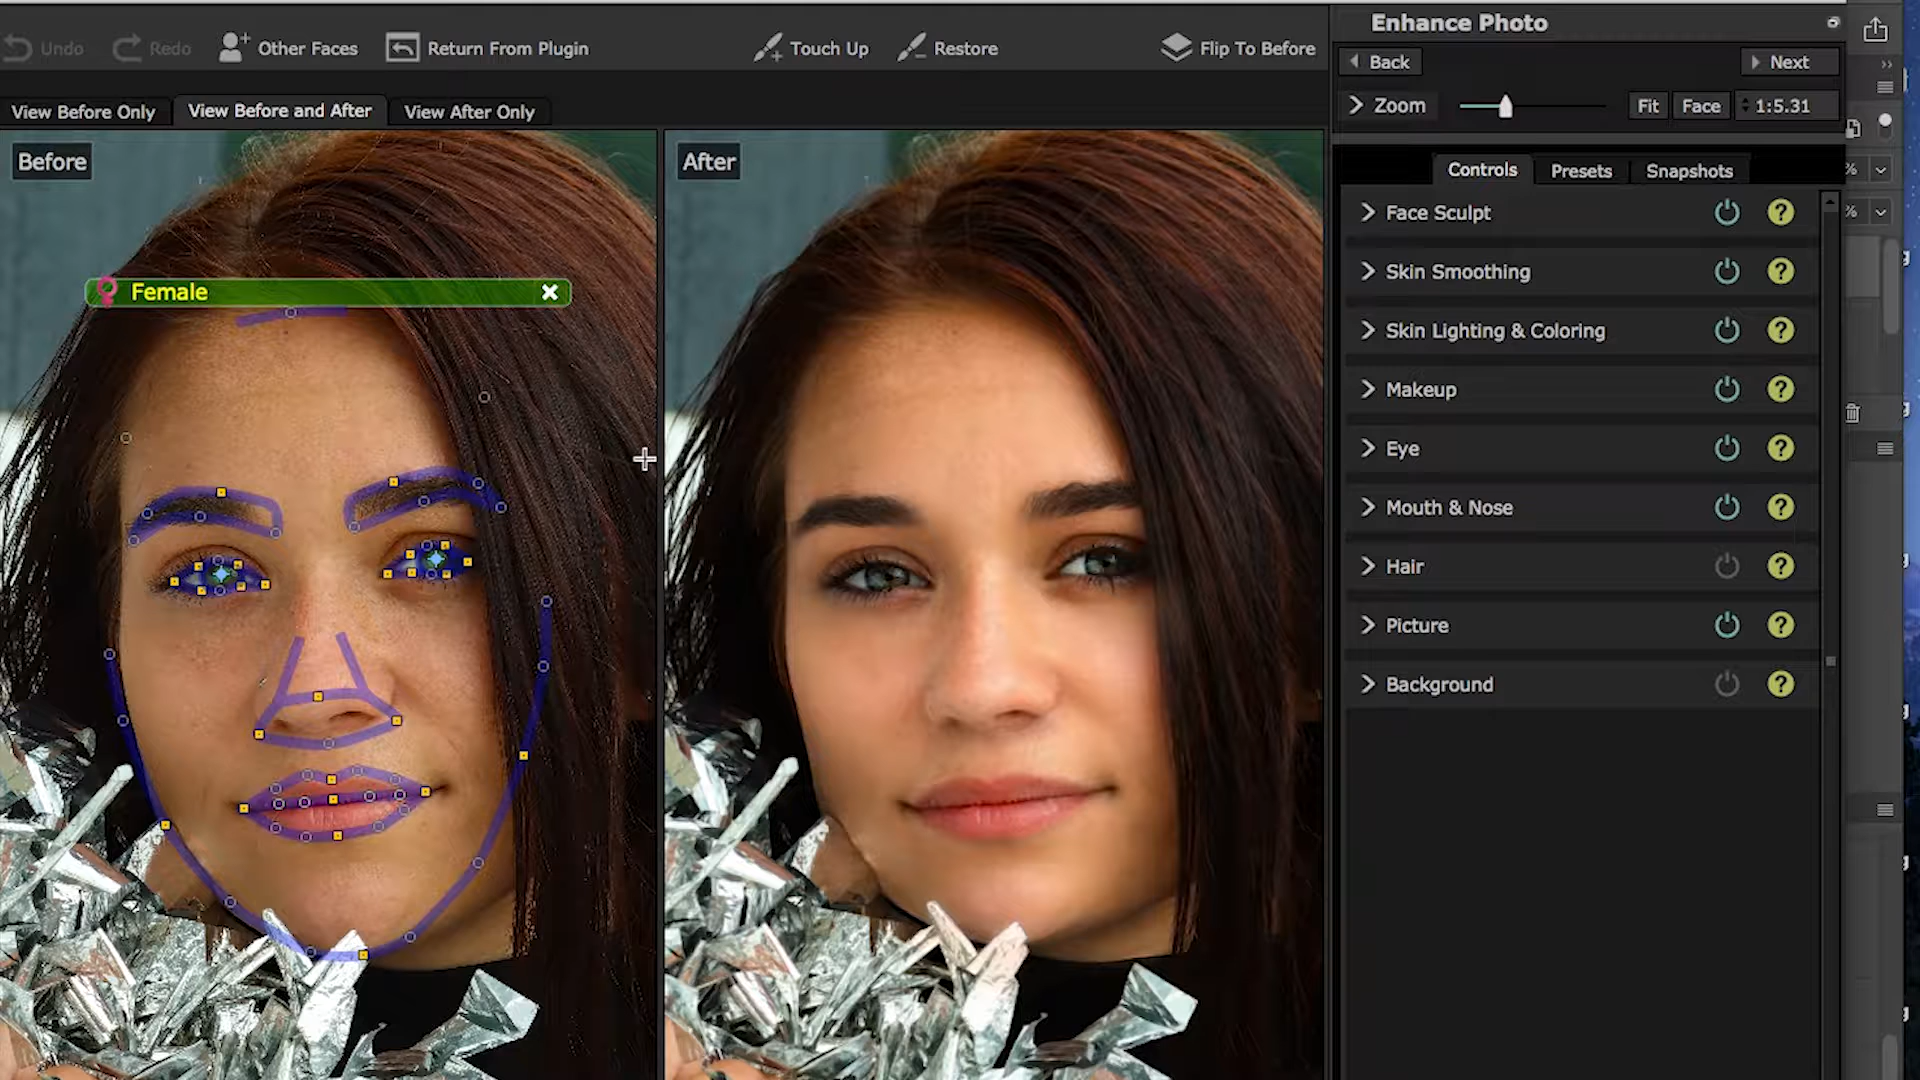 Enhance Photo
Undo Redo Other Faces Return From Plugin Touch Up Restore Flip To Before
Back Next
Zoom Fit Face 1:5.31
View Before Only View Before and After View After Only
Before After
Controls Presets Snapshots
Female
Face Sculpt ?
Skin Smoothing ?
Skin Lighting & Coloring ?
Makeup ?
Eye ?
Mouth & Nose ?
Hair ?
Picture ?
Background ?
%
%